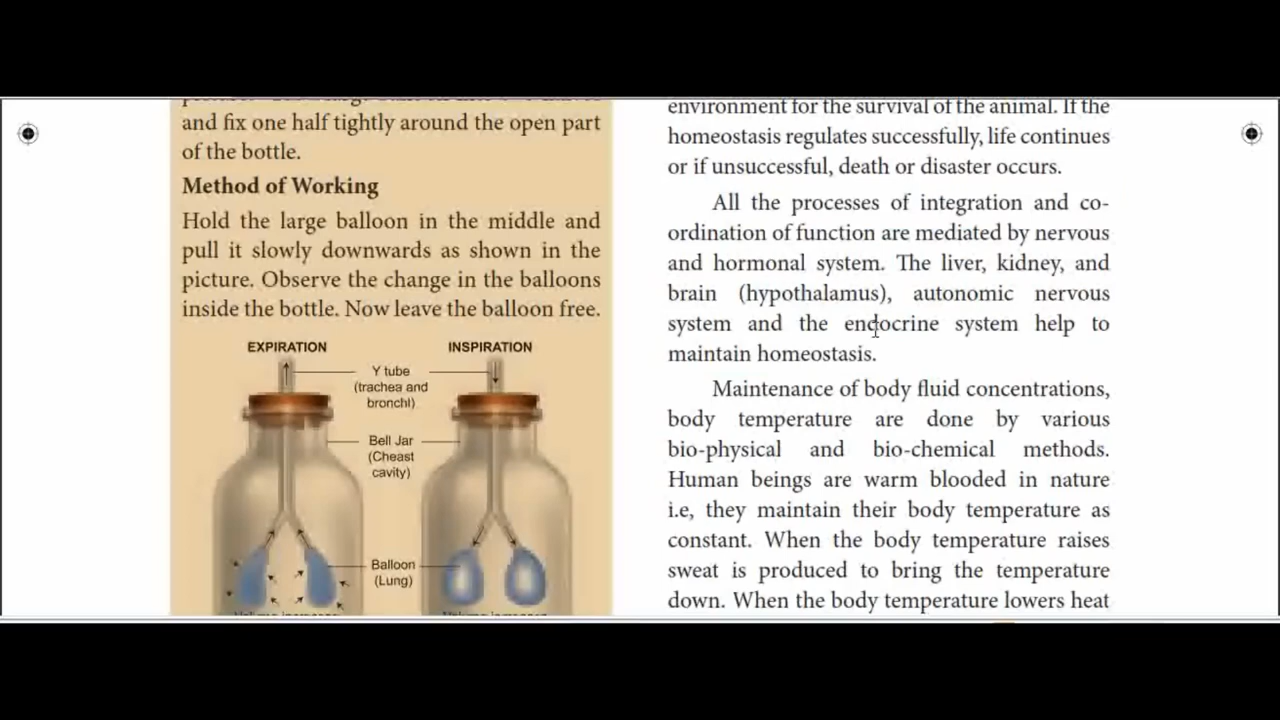 and fix one half tightly around the open part
of the bottle.
Method of Working
Hold the large balloon in the middle and
pull it slowly downwards as shown in the
picture. Observe the change in the balloons
inside the bottle. Now leave the balloon free.
EXPIRATION
INSPIRATION
Y tube
(trachea and
bronchI)
Bell Jar
(Cheast
cavity)
Balloon
(Lung)
environment for the survival of the animal. If the
homeostasis regulates successfully, life continues
or if unsuccessful, death or disaster occurs.
All the processes of integration and co-
ordination of function are mediated by nervous
and hormonal system. The liver, kidney, and
brain (hypothalamus), autonomic nervous
system and the endocrine system help to
maintain homeostasis.
Maintenance of body fluid concentrations,
body temperature are done by various
bio-physical and bio-chemical methods.
Human beings are warm blooded in nature
i.e, they maintain their body temperature as
constant. When the body temperature raises
sweat is produced to bring the temperature
down. When the body temperature lowers heat